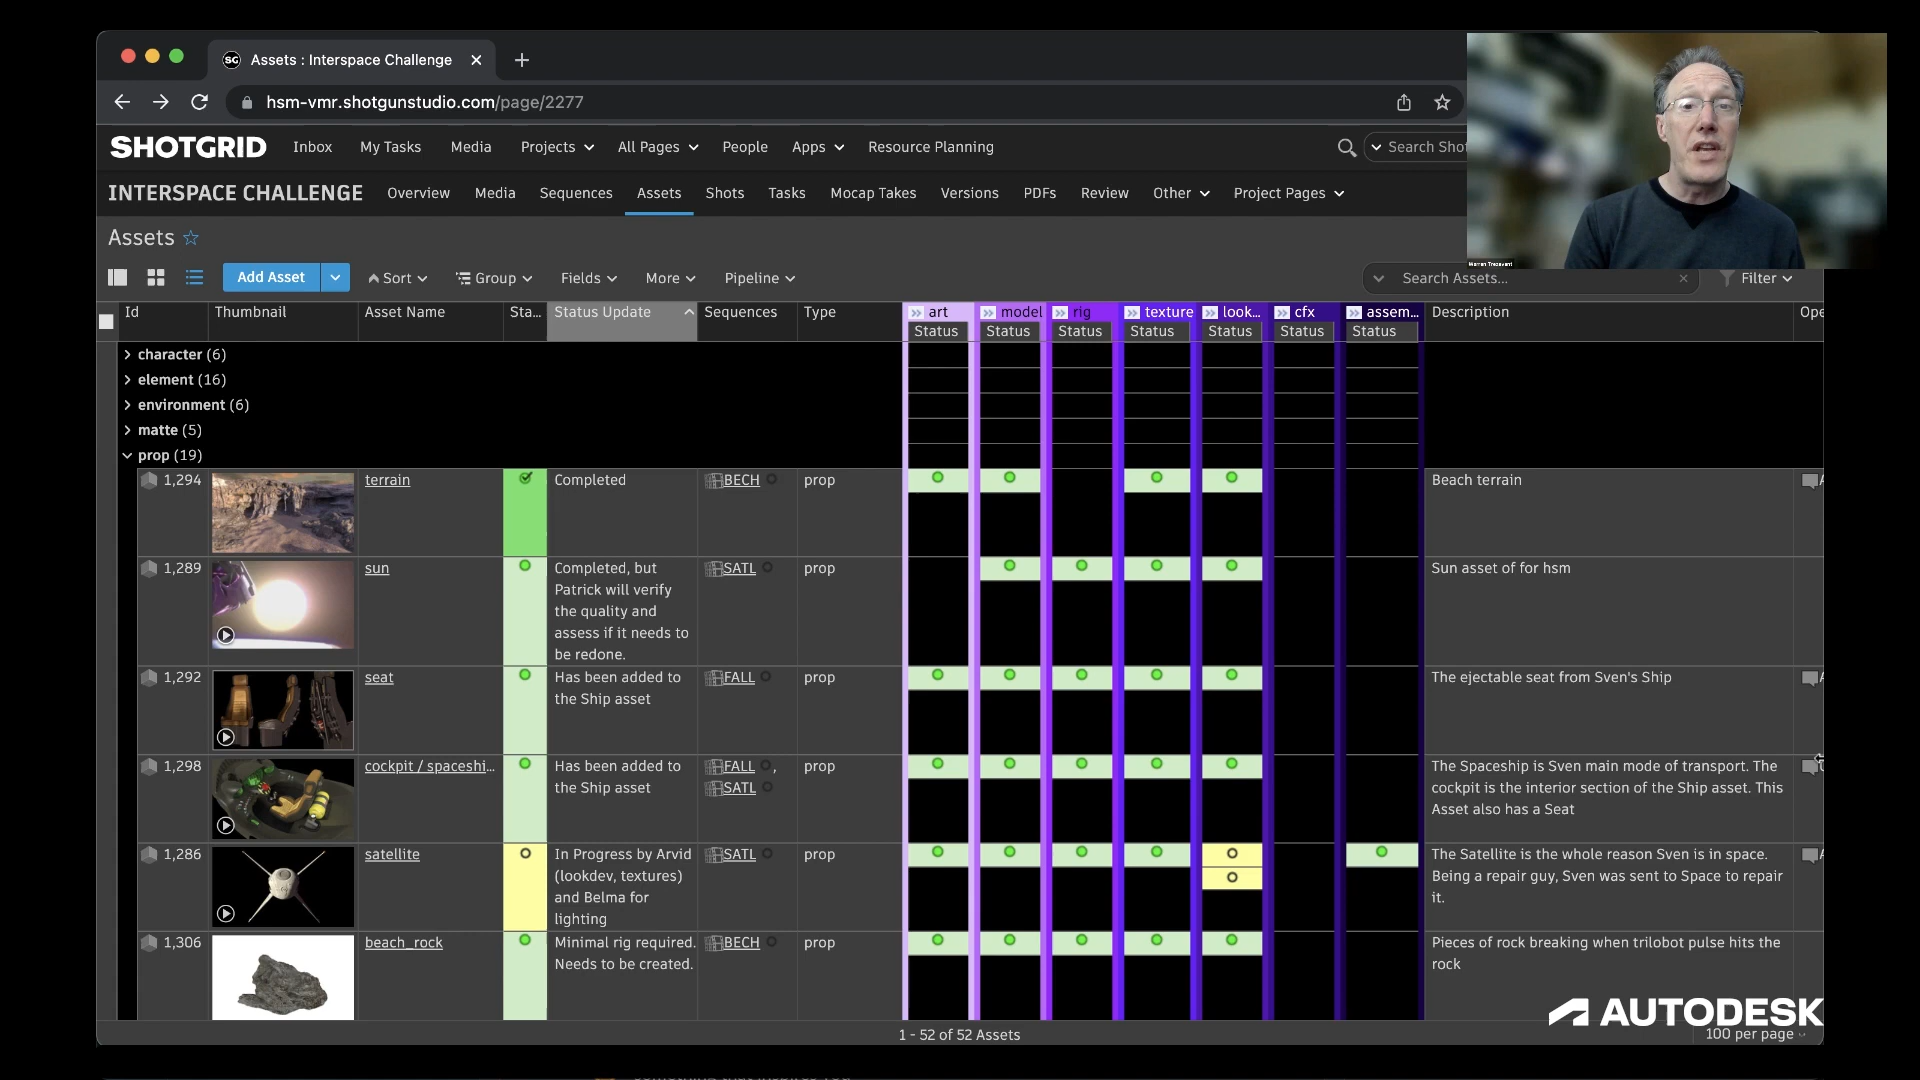 SG Assets : Interspace Challenge
hsm-vmr.shotgunstudio.com/page/2277
SHOTGRID Inbox My Tasks Media Projects All Pages People Apps Resource Planning Search Shot
INTERSPACE CHALLENGE Overview Media Sequences Assets Shots Tasks Mocap Takes Versions PDFs Review Other Project Pages
Assets
Add Asset Sort Group Fields More Pipeline Search Assets... Filter
Id Thumbnail Asset Name Sta... Status Update Sequences Type art model rig texture look... cfx assem... Description Ope
Status Status Status Status Status Status Status
character (6)
element (16)
environment (6)
matte (5)
prop (19)
1,294 terrain Completed BECH prop Beach terrain
1,289 sun Completed, but SATL prop Sun asset of for hsm
Patrick will verify
the quality and
assess if it needs to
be redone.
1,292 seat Has been added to FALL prop The ejectable seat from Sven's Ship
the Ship asset
1,298 cockpit / spaceshi... Has been added to FALL , prop The Spaceship is Sven main mode of transport. The
the Ship asset SATL cockpit is the interior section of the Ship asset. This
Asset also has a Seat
1,286 satellite In Progress by Arvid SATL prop The Satellite is the whole reason Sven is in space.
(lookdev, textures) Being a repair guy, Sven was sent to Space to repair
and Belma for it.
lighting
1,306 beach_rock Minimal rig required. BECH prop Pieces of rock breaking when trilobot pulse hits the
Needs to be created. rock
AUTODESK
1 - 52 of 52 Assets 100 per page